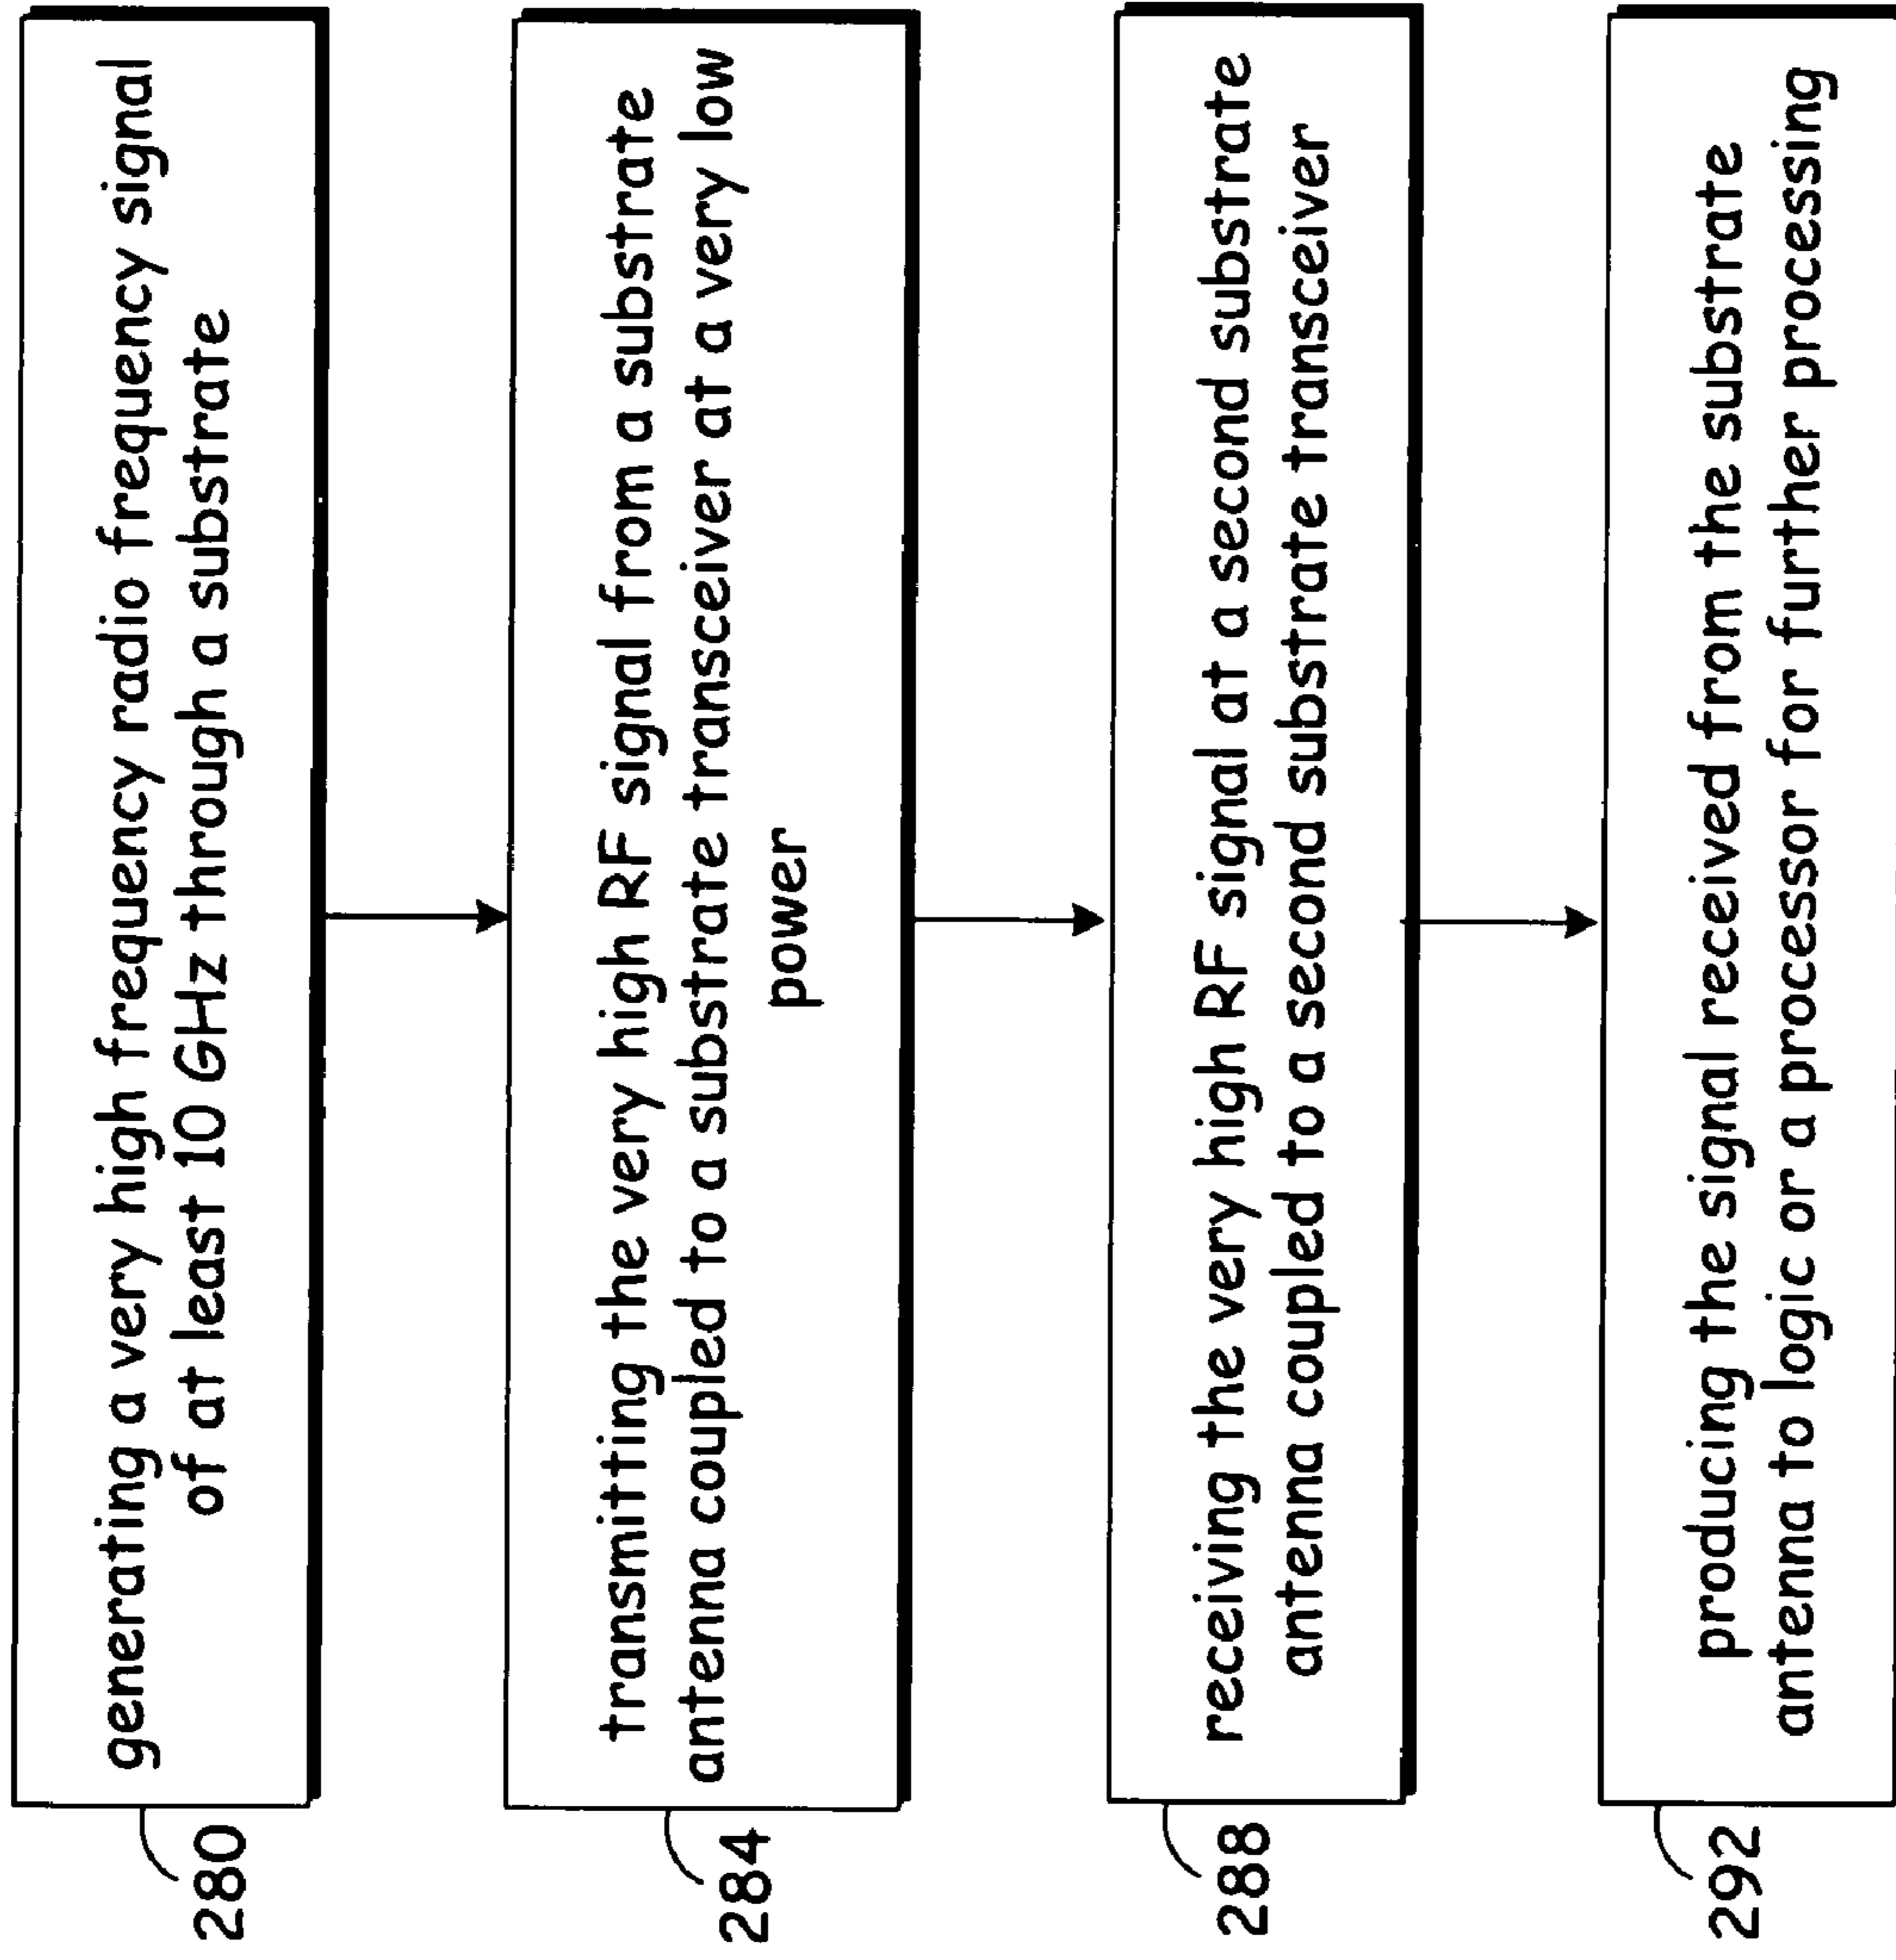 generating a very high frequency radio frequency signal
of at least 10 GHz through a substrate
280
transmitting the very high RF signal from a substrate
antenna coupled to a substrate transceiver at a very low
power
284
receiving the very high RF signal at a second substrate
antenna coupled to a second substrate transceiver
288
producing the signal received from the substrate
antenna to logic or a processor for further processing
292